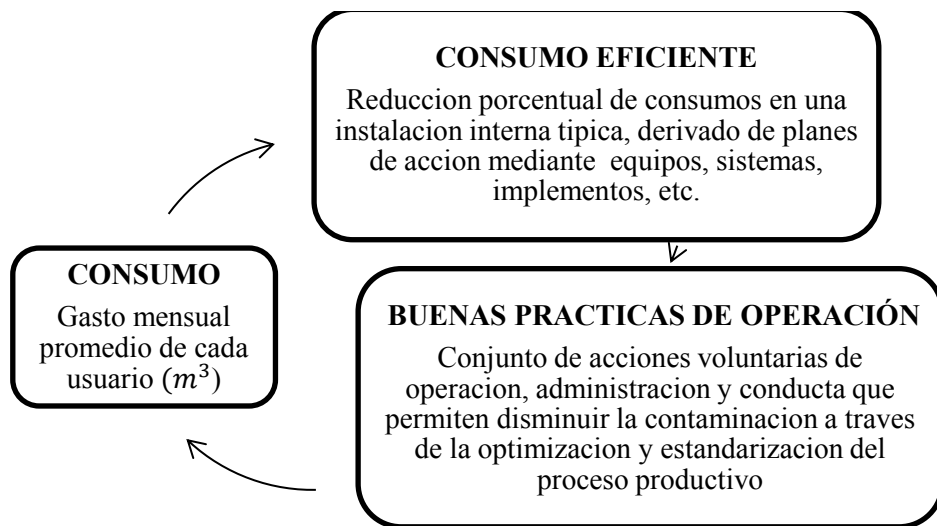 CONSUMO EFICIENTE
Reduccion porcentual de consumos en una
instalacion interna tipica, derivado de planes
de accion mediante equipos, sistemas,
implementos, etc.
CONSUMO
Gasto mensual
promedio de cada
usuario (m³)
BUENAS PRACTICAS DE OPERACIÓN
Conjunto de acciones voluntarias de
operacion, administracion y conducta que
permiten disminuir la contaminacion a traves
de la optimizacion y estandarizacion del
proceso productivo